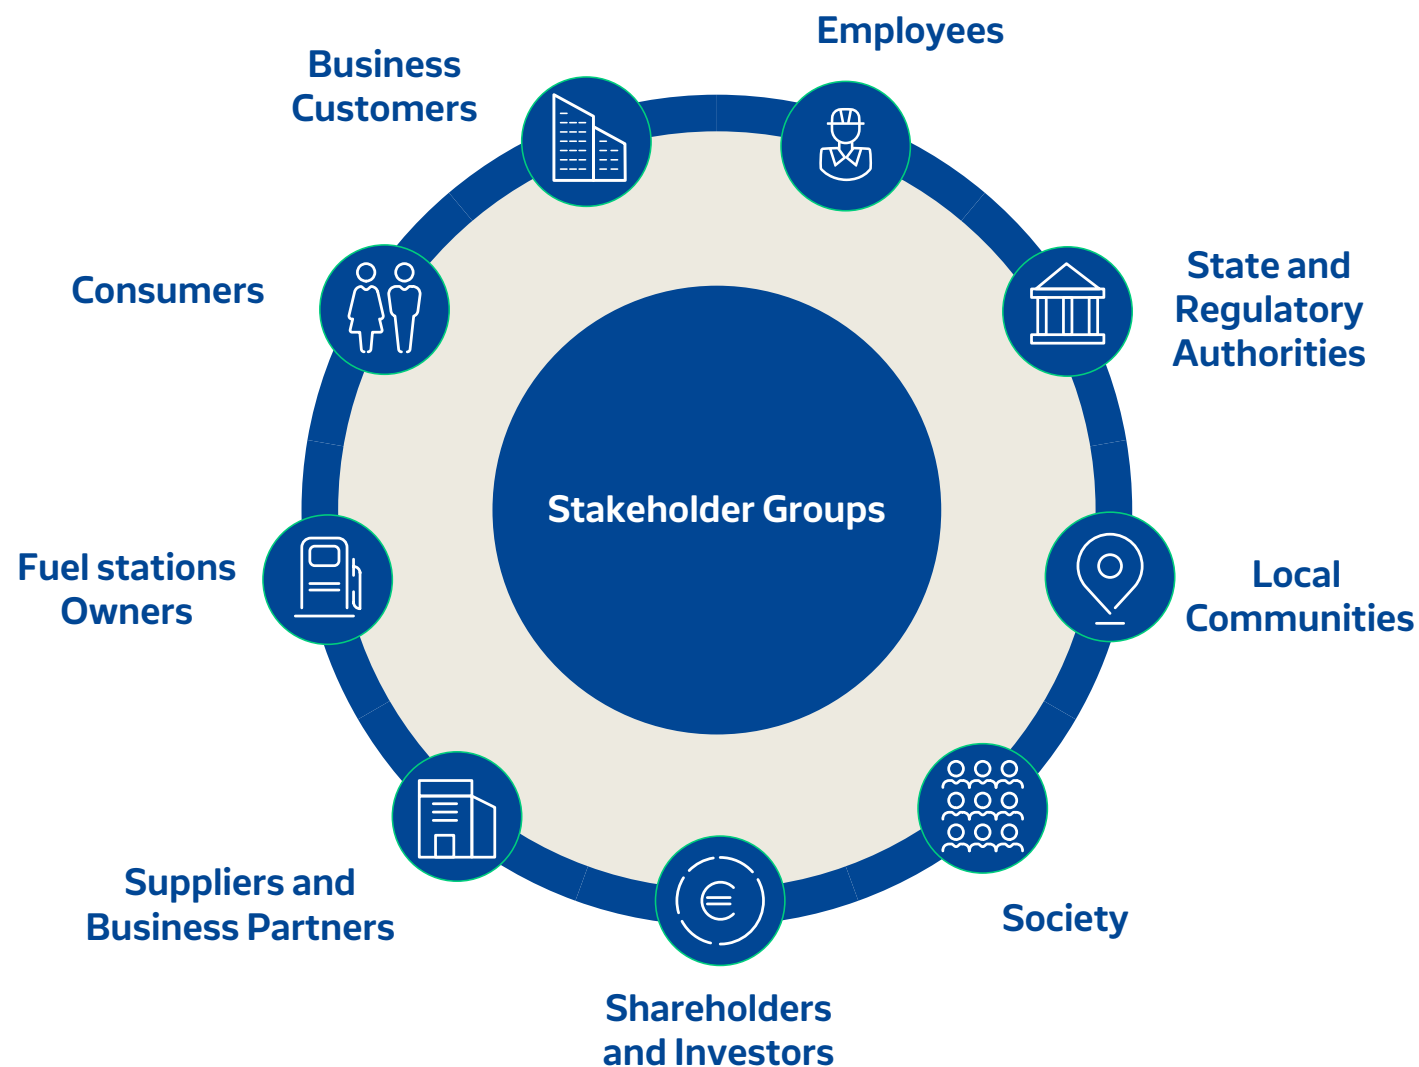 Employees
Business
Customers
State and
Regulatory
Authorities
Consumers
Stakeholder Groups
Fuel stations
Owners
Local
Communities
Suppliers and
Business Partners
Society
Shareholders
and Investors